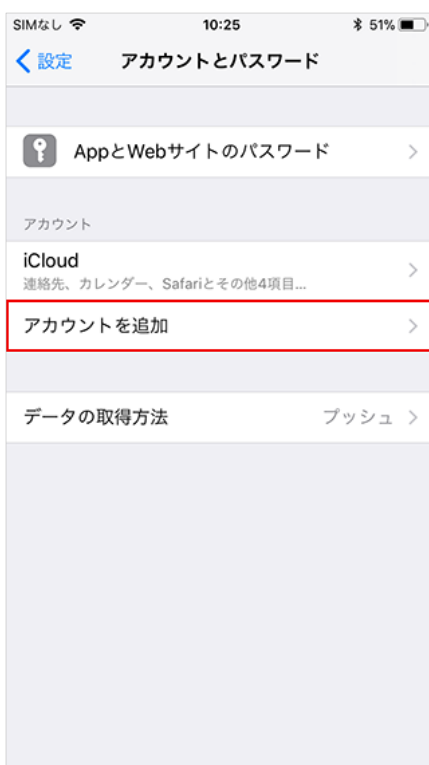 SIMなし 10:25 51%
設定 アカウントとパスワード
AppとWebサイトのパスワード
アカウント
iCloud
連絡先、カレンダー、Safariとその他4項目...
アカウントを追加
データの取得方法 プッシュ